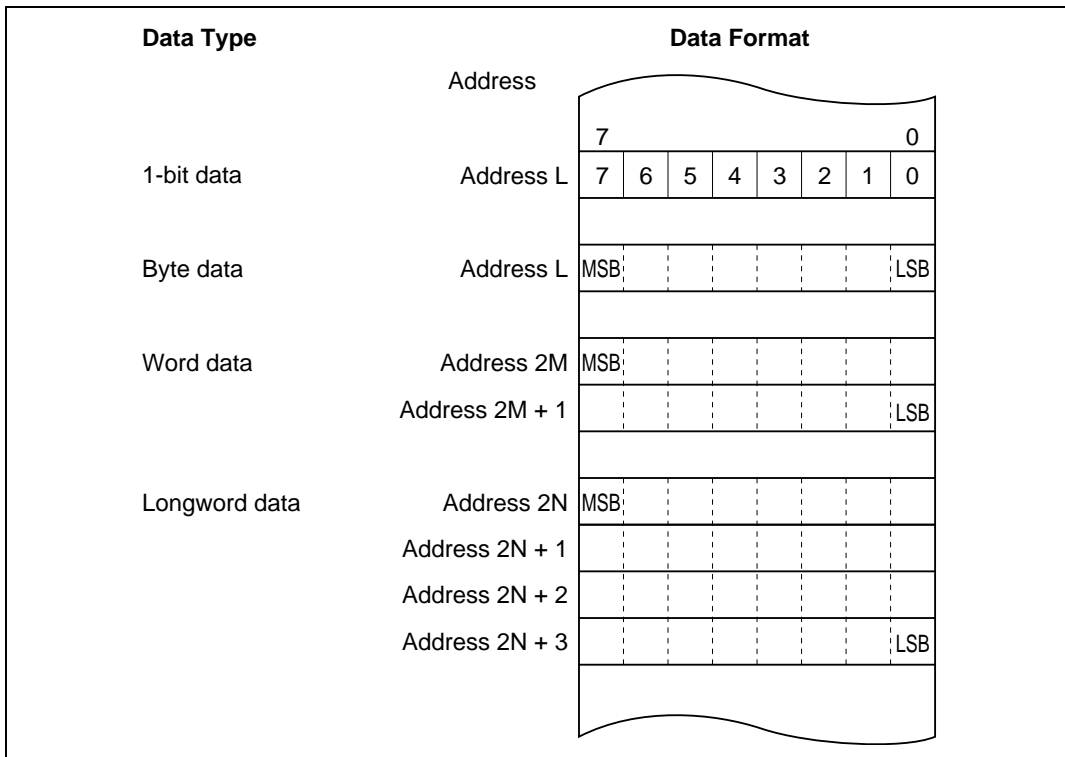 Data Type Data Format
Address
7 0
1-bit data Address L 7 6 5 4 3 2 1 0
Byte data Address L MSB LSB
Word data Address 2M MSB
Address 2M + 1 LSB
Longword data Address 2N MSB
Address 2N + 1
Address 2N + 2
Address 2N + 3 LSB